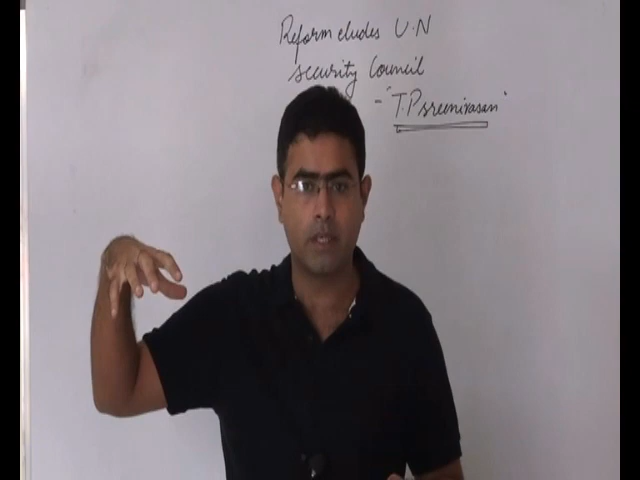 Reform eludes U.N
security Council
- "T.P sreenivasan"